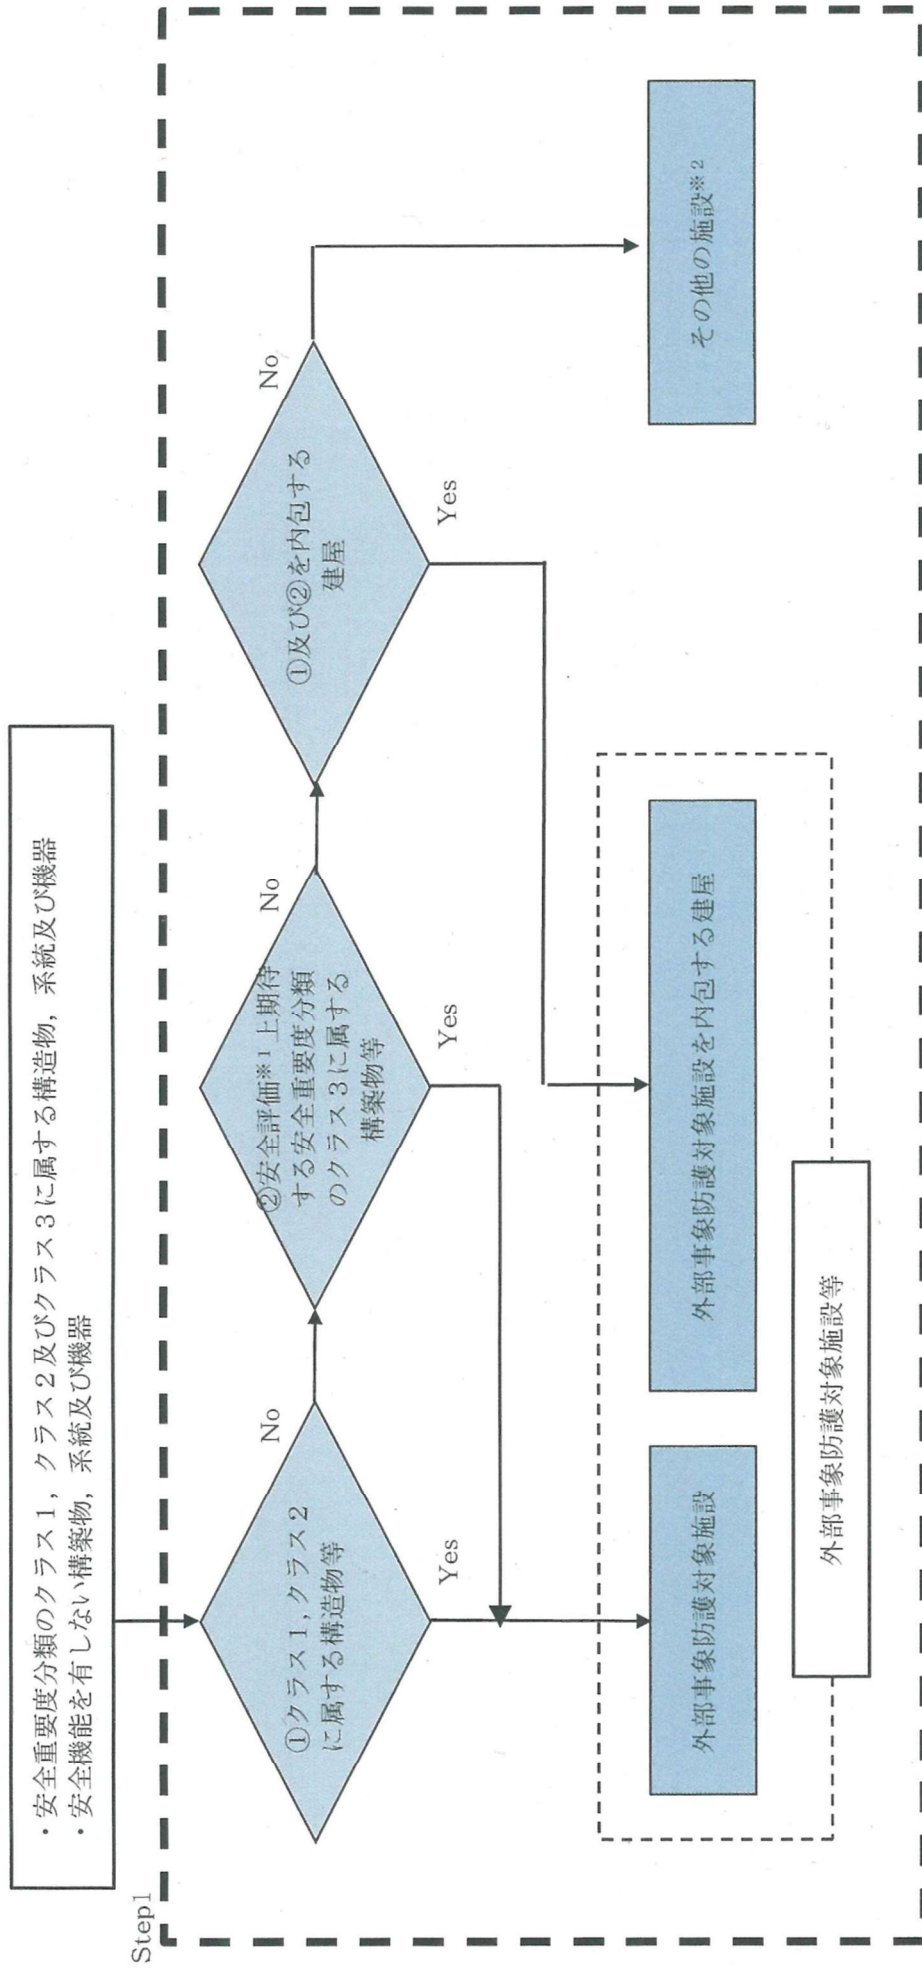 ・安全重要度分類のクラス１，クラス２及びクラス３に属する構造物，系統及び機器
・安全機能を有しない構築物，系統及び機器
Step1
①クラス１,クラス２
に属する構造物等
No
Yes
②安全評価※１上期待
する安全重要度分類
のクラス３に属する
構築物等
No
Yes
①及び②を内包する
建屋
No
Yes
外部事象防護対象施設
外部事象防護対象施設を内包する建屋
その他の施設※２
外部事象防護対象施設等